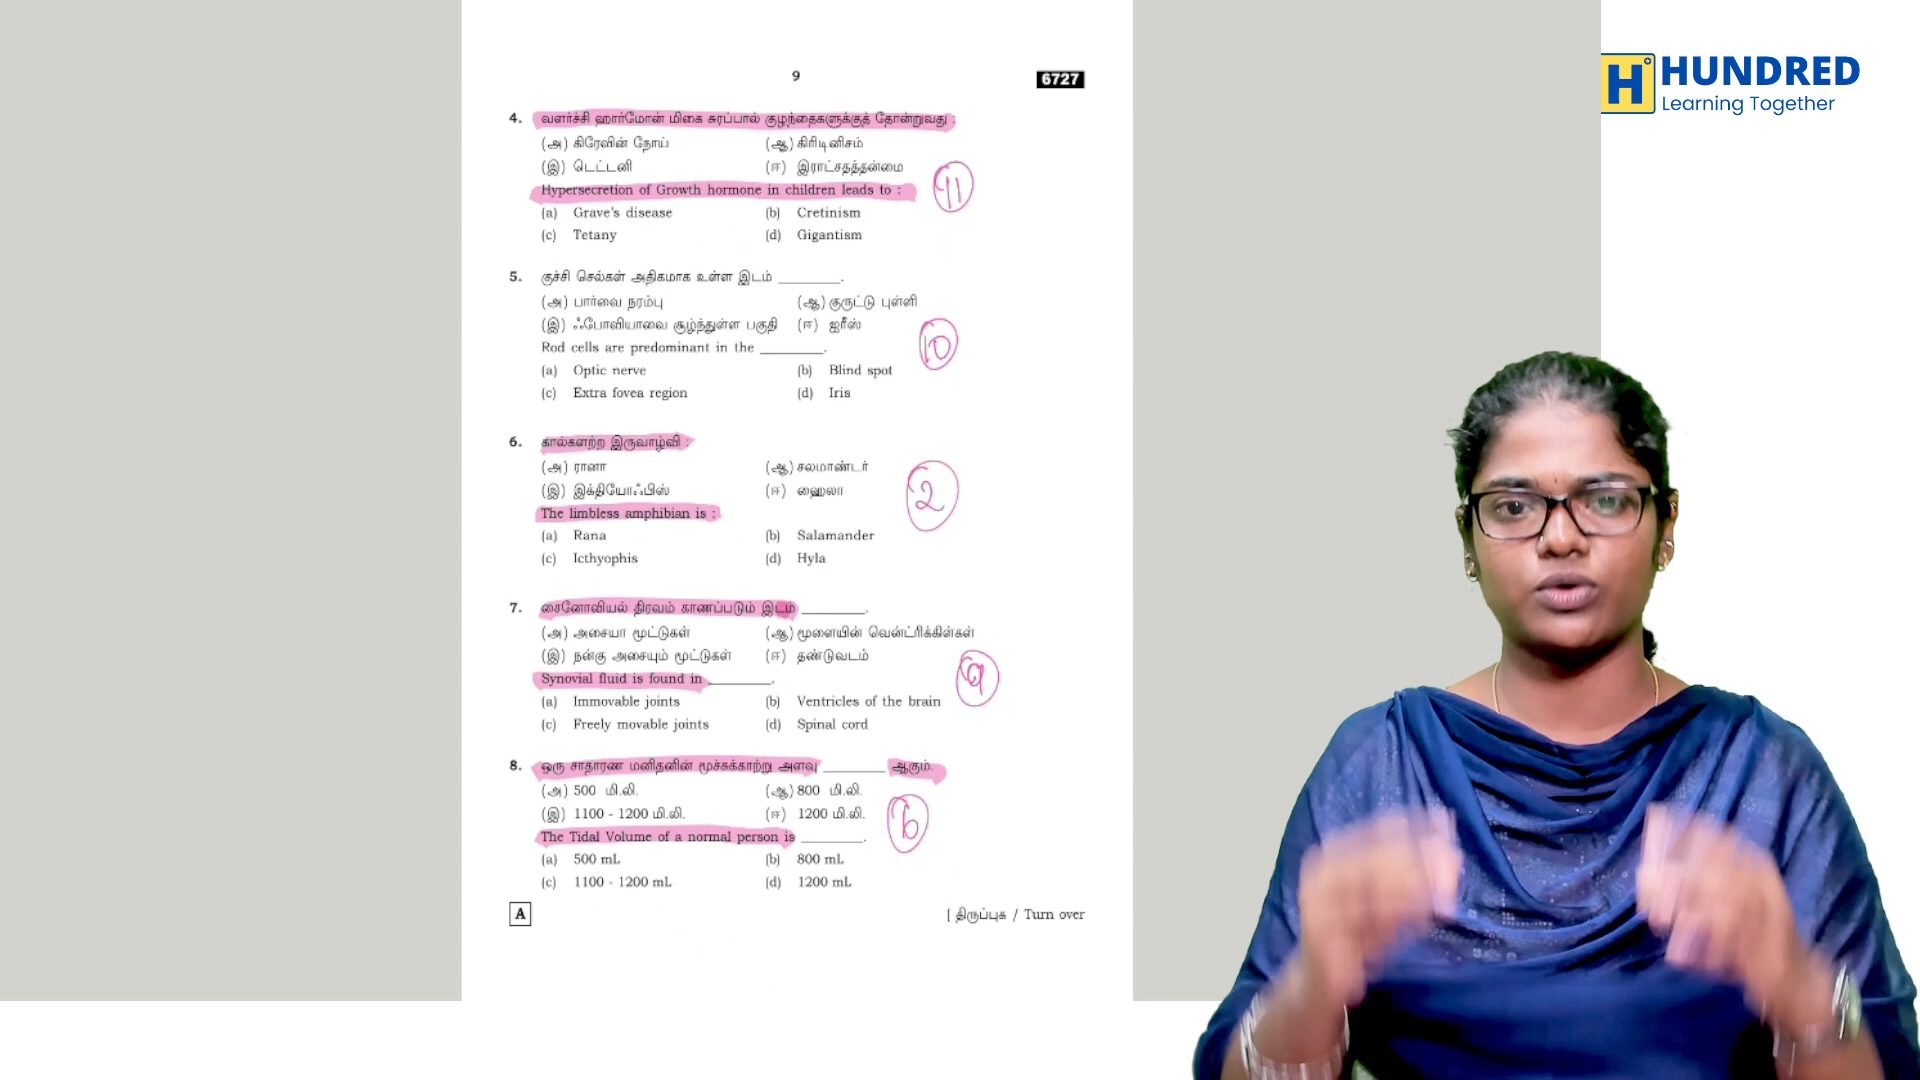 9
6727
HUNDRED
Learning Together
4. வளர்ச்சி ஹார்மோன் மிகை சுரப்பால் குழந்தைகளுக்குத் தோன்றுவது :
(அ) கிரேவின் நோய் (ஆ) கிரிடினிசம்
(இ) டெட்டனி (ஈ) இராட்சதத்தன்மை
Hypersecretion of Growth hormone in children leads to :
11
(a) Grave's disease (b) Cretinism
(c) Tetany (d) Gigantism
5. குச்சி செல்கள் அதிகமாக உள்ள இடம் ________.
(அ) பார்வை நரம்பு (ஆ) குருட்டு புள்ளி
(இ) ஃபோவியாவை சூழ்ந்துள்ள பகுதி (ஈ) ஐரீஸ்
Rod cells are predominant in the ________.
10
(a) Optic nerve (b) Blind spot
(c) Extra fovea region (d) Iris
6. கால்களற்ற இருவாழ்வி :
(அ) ரானா (ஆ) சலமாண்டர்
(இ) இக்தியோஃபிஸ் (ஈ) ஹைலா
2
The limbless amphibian is :
(a) Rana (b) Salamander
(c) Icthyophis (d) Hyla
7. சைனோவியல் திரவம் காணப்படும் இடம் ________.
(அ) அசையா மூட்டுகள் (ஆ) மூளையின் வென்ட்ரிக்கிள்கள்
(இ) நன்கு அசையும் மூட்டுகள் (ஈ) தண்டுவடம்
Synovial fluid is found in ________.
9
(a) Immovable joints (b) Ventricles of the brain
(c) Freely movable joints (d) Spinal cord
8. ஒரு சாதாரண மனிதனின் மூச்சுக்காற்று அளவு ________ ஆகும்.
(அ) 500 மி.லி. (ஆ) 800 மி.லி.
(இ) 1100 - 1200 மி.லி. (ஈ) 1200 மி.லி.
6
The Tidal Volume of a normal person is ________.
(a) 500 mL (b) 800 mL
(c) 1100 - 1200 mL (d) 1200 mL
A
[ திருப்புக / Turn over